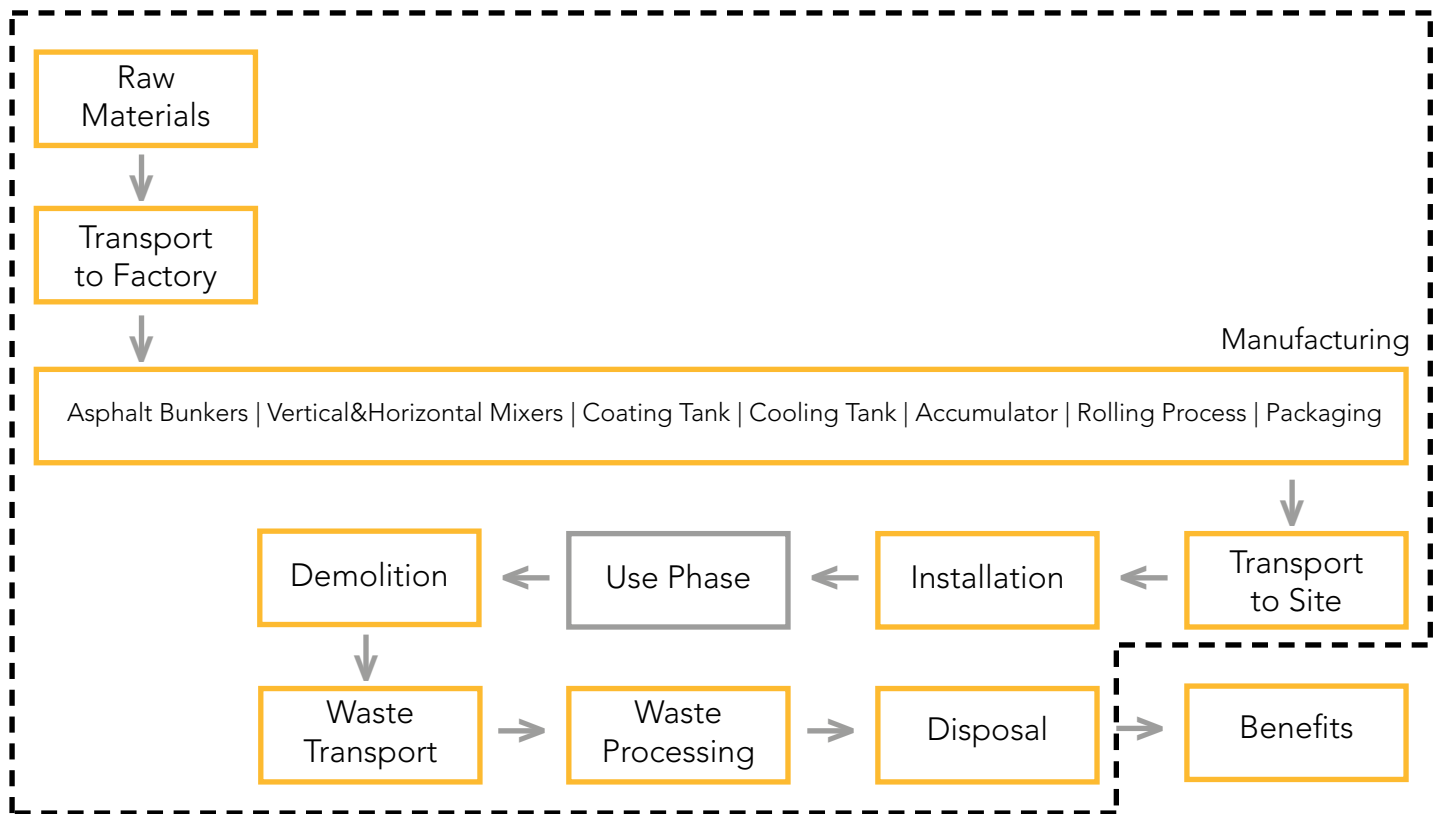 Raw
Materials
Transport
to Factory
Manufacturing
Asphalt Bunkers | Vertical&Horizontal Mixers | Coating Tank | Cooling Tank | Accumulator | Rolling Process | Packaging
Demolition
Use Phase
Installation
Transport
to Site
Waste
Transport
Waste
Processing
Disposal
Benefits